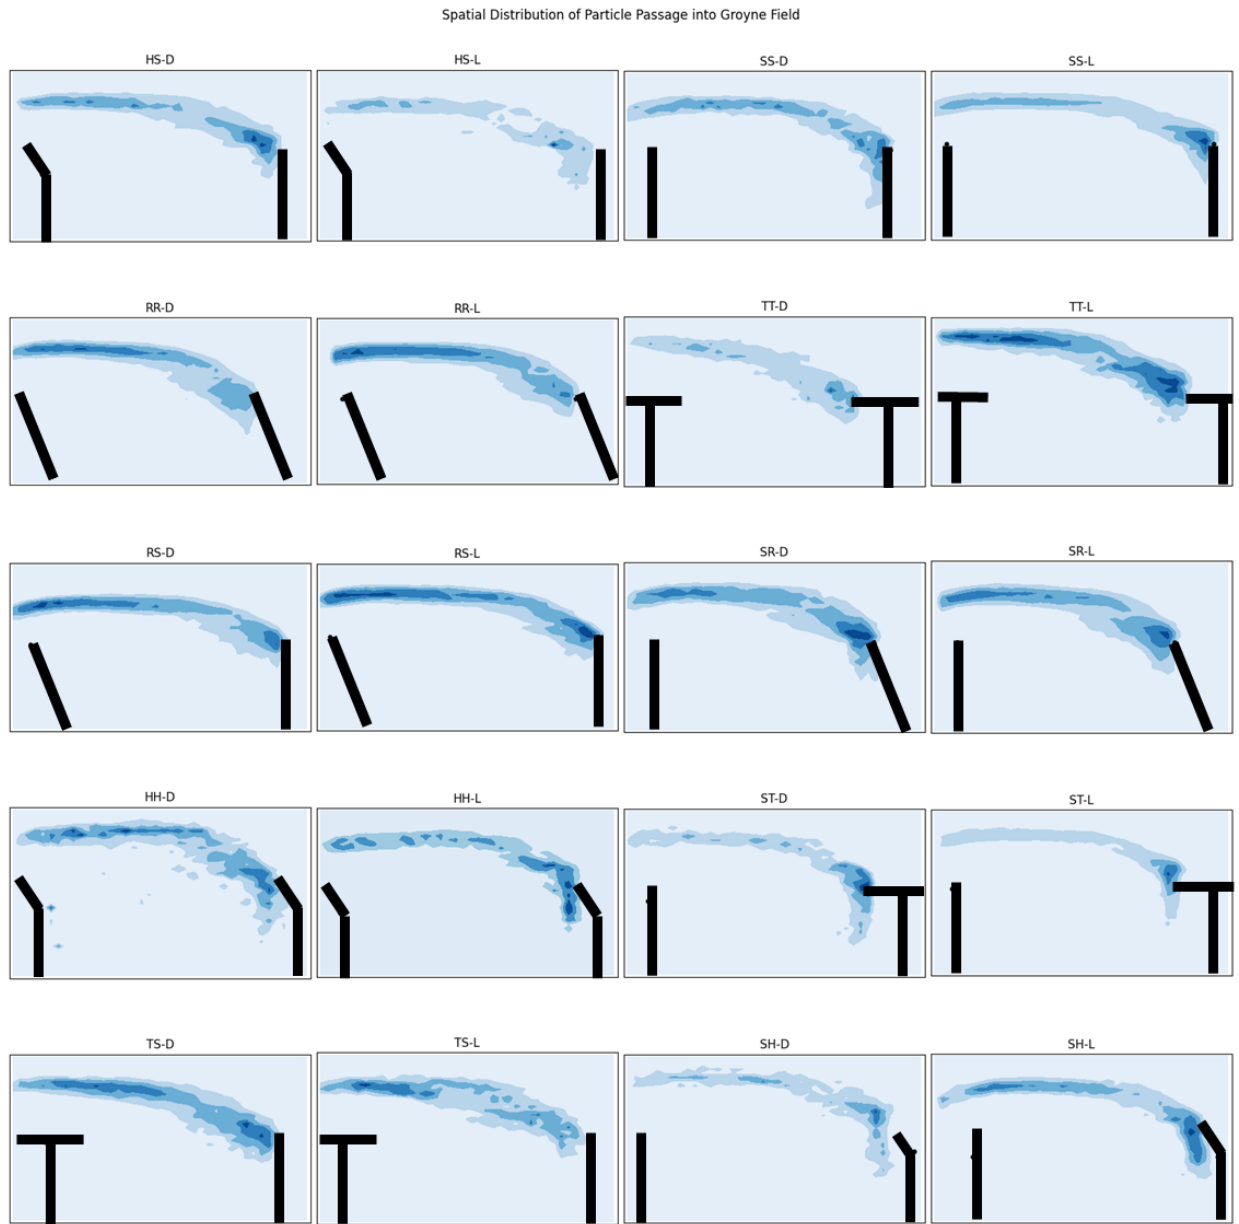 Spatial Distribution of Particle Passage into Groyne Field
HS-D
HS-L
SS-D
SS-L
RR-D
RR-L
TT-D
TT-L
RS-D
RS-L
SR-D
SR-L
HH-D
HH-L
ST-D
ST-L
TS-D
TS-L
SH-D
SH-L